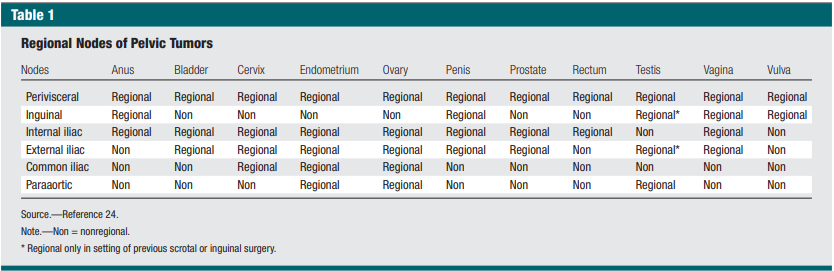 Table 1
Regional Nodes of Pelvic Tumors
Nodes Anus Bladder Cervix Endometrium Ovary Penis Prostate Rectum Testis Vagina Vulva
Perivisceral Regional Regional Regional Regional Regional Regional Regional Regional Regional Regional Regional
Inguinal Regional Non Non Non Non Regional Non Non Regional* Regional Regional
Internal iliac Regional Regional Regional Regional Regional Regional Regional Regional Non Regional Non
External iliac Non Regional Regional Regional Regional Regional Regional Non Regional* Regional Non
Common iliac Non Non Regional Regional Regional Non Non Non Non Non Non
Paraaortic Non Non Non Regional Regional Non Non Non Regional Non Non
Source.—Reference 24.
Note.—Non = nonregional.
* Regional only in setting of previous scrotal or inguinal surgery.